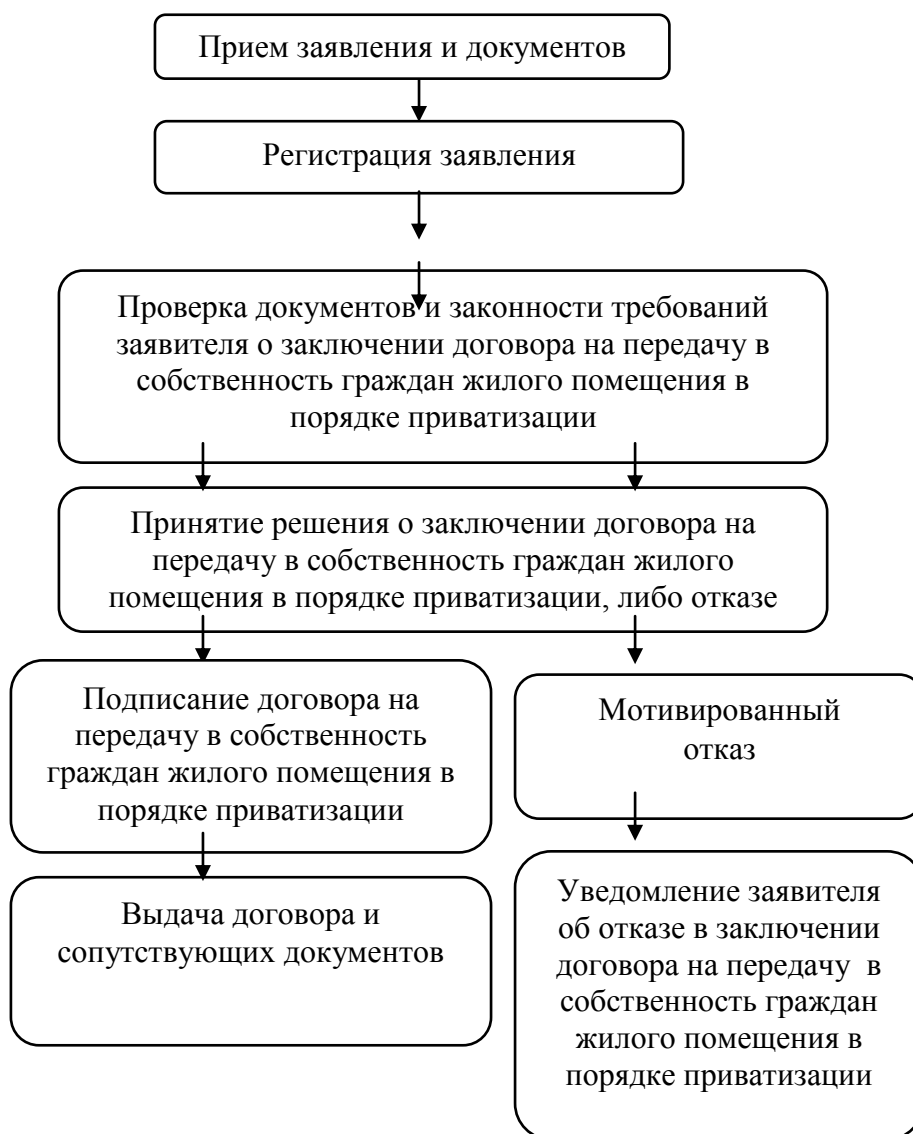 Прием заявления и документов
Регистрация заявления
Проверка документов и законности требований
заявителя о заключении договора на передачу в
собственность граждан жилого помещения в
порядке приватизации
Принятие решения о заключении договора на
передачу в собственность граждан жилого
помещения в порядке приватизации, либо отказе
Подписание договора на
передачу в собственность
граждан жилого помещения в
порядке приватизации
Мотивированный
отказ
Выдача договора и
сопутствующих документов
Уведомление заявителя
об отказе в заключении
договора на передачу  в
собственность граждан
жилого помещения в
порядке приватизации